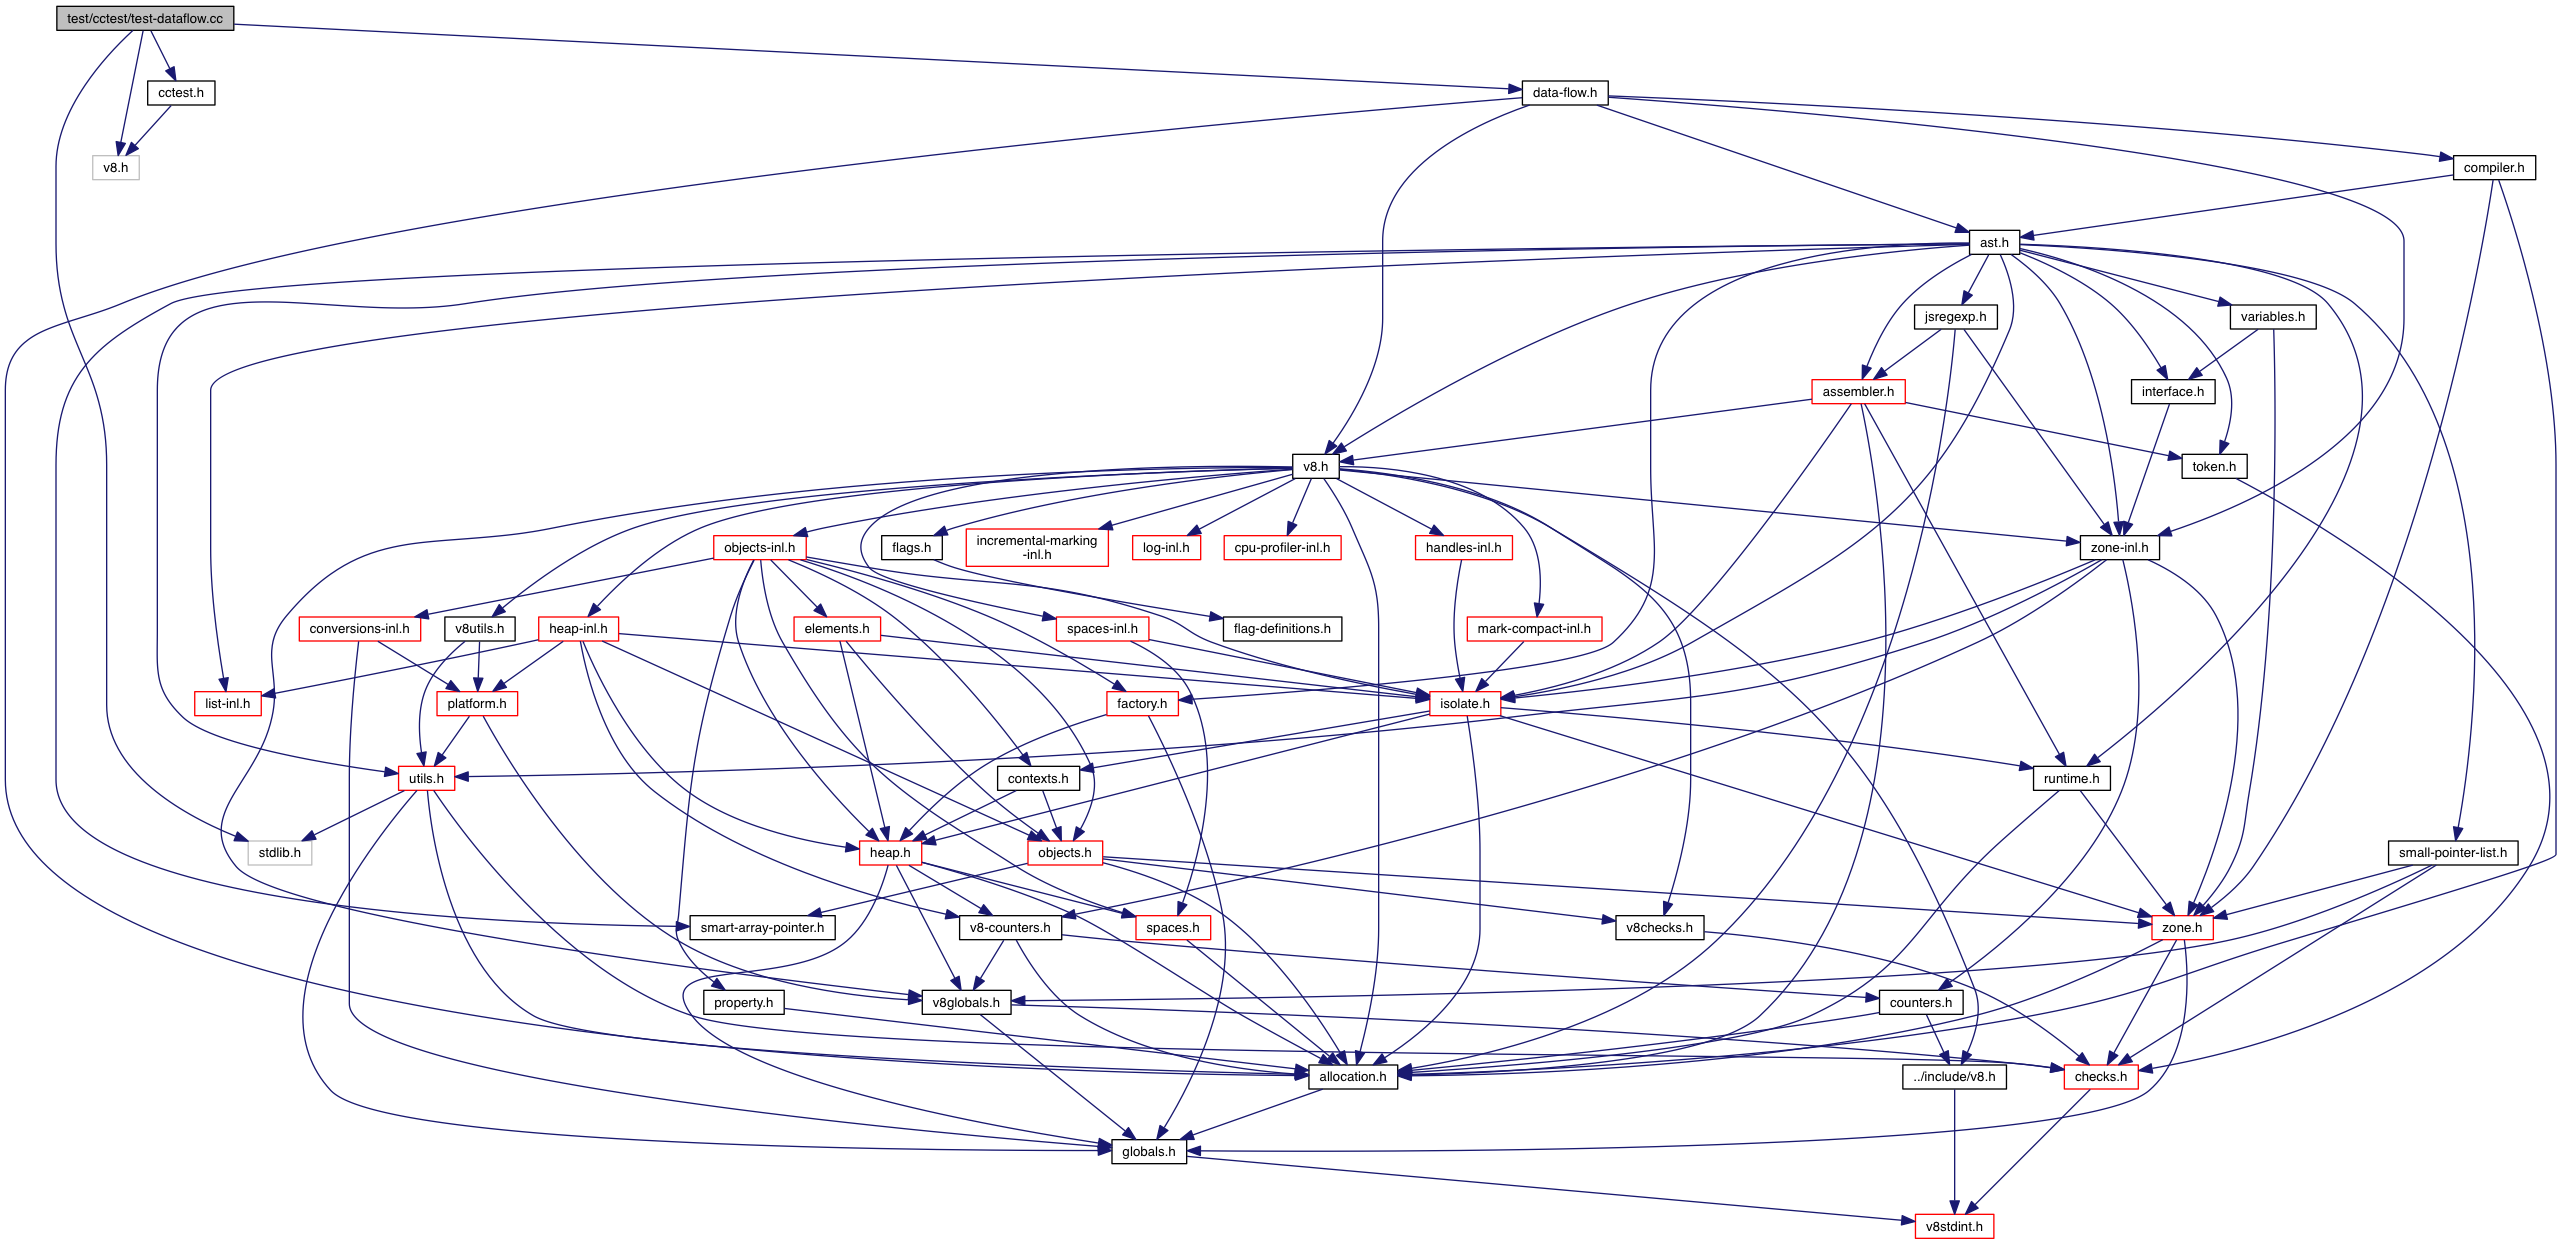 test/cctest/test-dataflow.cc
cctest.h
data-flow.h
v8.h
compiler.h
ast.h
jsregexp.h
variables.h
assembler.h
interface.h
v8.h
token.h
objects-inl.h
flags.h
incremental-marking
-inl.h
log-inl.h
cpu-profiler-inl.h
handles-inl.h
zone-inl.h
conversions-inl.h
v8utils.h
heap-inl.h
elements.h
spaces-inl.h
flag-definitions.h
mark-compact-inl.h
list-inl.h
platform.h
factory.h
isolate.h
utils.h
contexts.h
runtime.h
stdlib.h
heap.h
objects.h
small-pointer-list.h
smart-array-pointer.h
v8-counters.h
spaces.h
v8checks.h
zone.h
property.h
v8globals.h
counters.h
allocation.h
../include/v8.h
checks.h
globals.h
v8stdint.h